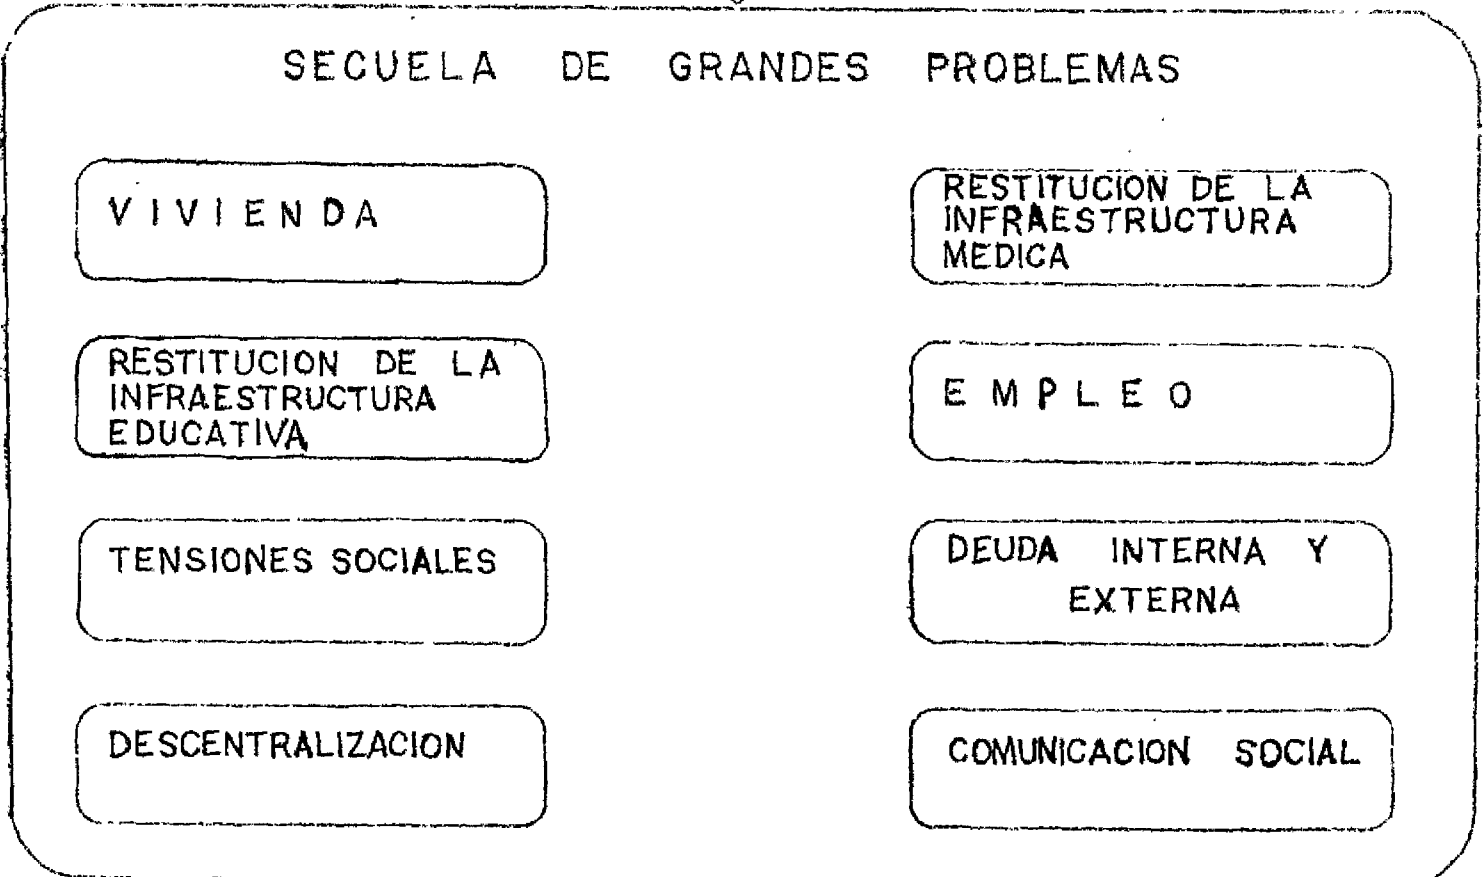 SECUELA DE GRANDES PROBLEMAS
VIVIENDA
RESTITUCION DE LA
INFRAESTRUCTURA
MEDICA
RESTITUCION DE LA
INFRAESTRUCTURA
EDUCATIVA
EMPLEO
TENSIONES SOCIALES
DEUDA INTERNA Y
EXTERNA
DESCENTRALIZACION
COMUNICACION SOCIAL